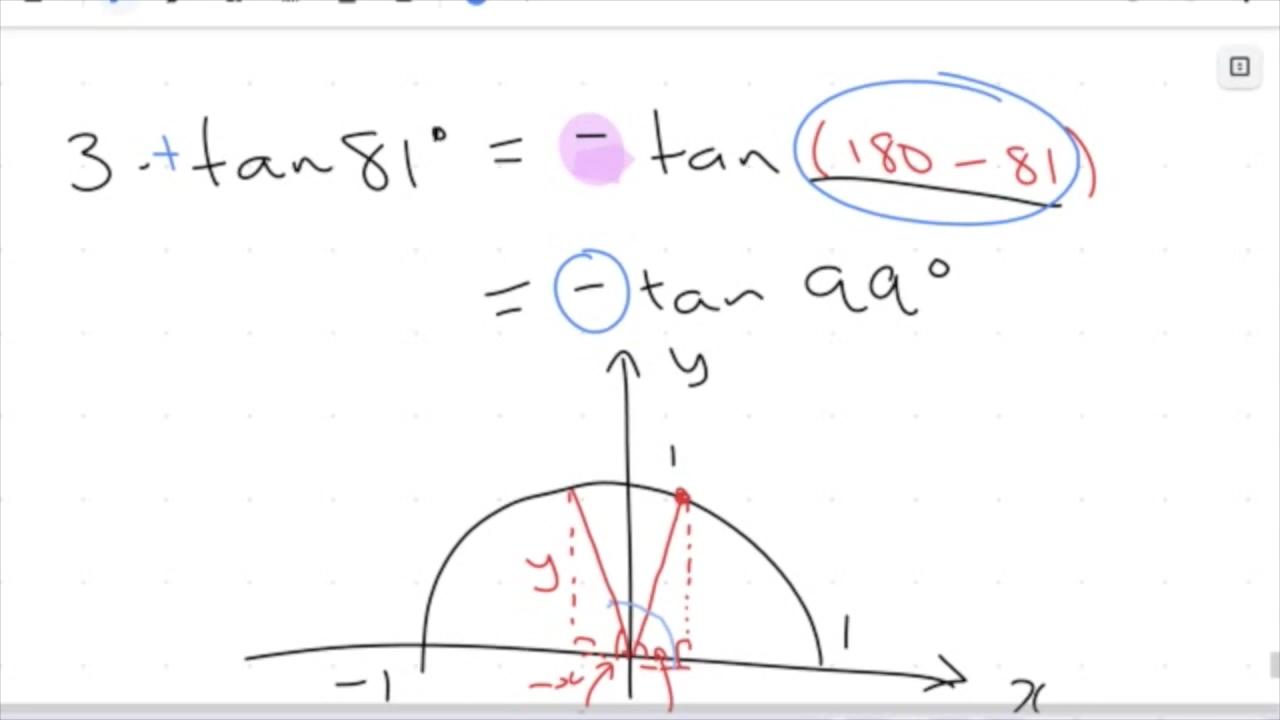 3. + tan 81° = - tan (180 - 81)
= - tan 99°
y
1
y
1
-1
-x
x